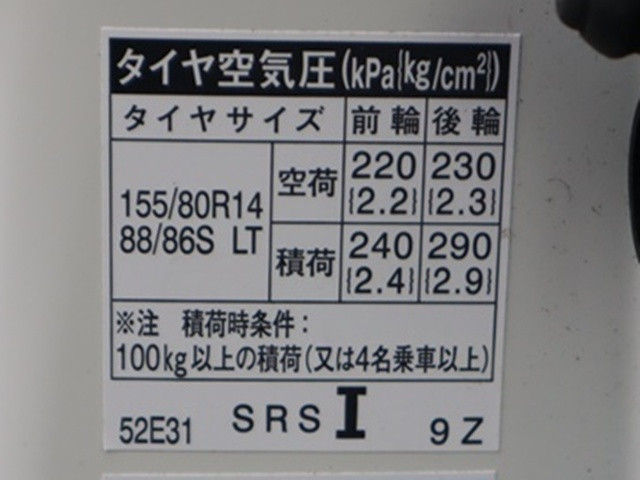 タイヤ空気圧(kPa{kg/cm²})
タイヤサイズ 前輪 後輪
155/80R14 88/86S LT
空荷 220 {2.2} 230 {2.3}
積荷 240 {2.4} 290 {2.9}
※注 積荷時条件:
100kg以上の積荷(又は4名乗車以上)
52E31 SRS I 9Z